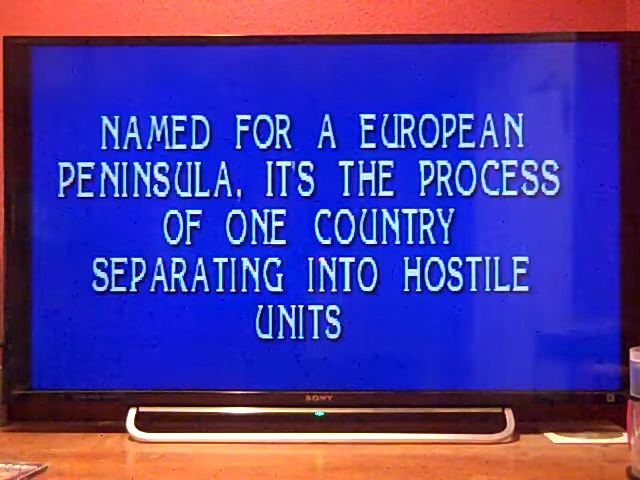 NAMED FOR A EUROPEAN
PENINSULA, IT'S THE PROCESS
OF ONE COUNTRY
SEPARATING INTO HOSTILE
UNITS
SONY